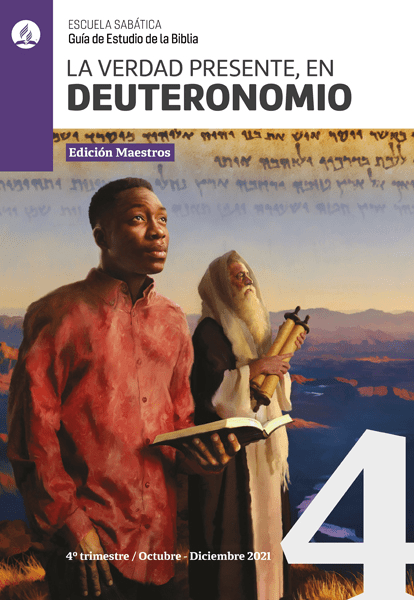 ESCUELA SABÁTICA
Guía de Estudio de la Biblia
LA VERDAD PRESENTE, EN
DEUTERONOMIO
Edición Maestros
4
4º trimestre / Octubre - Diciembre 2021